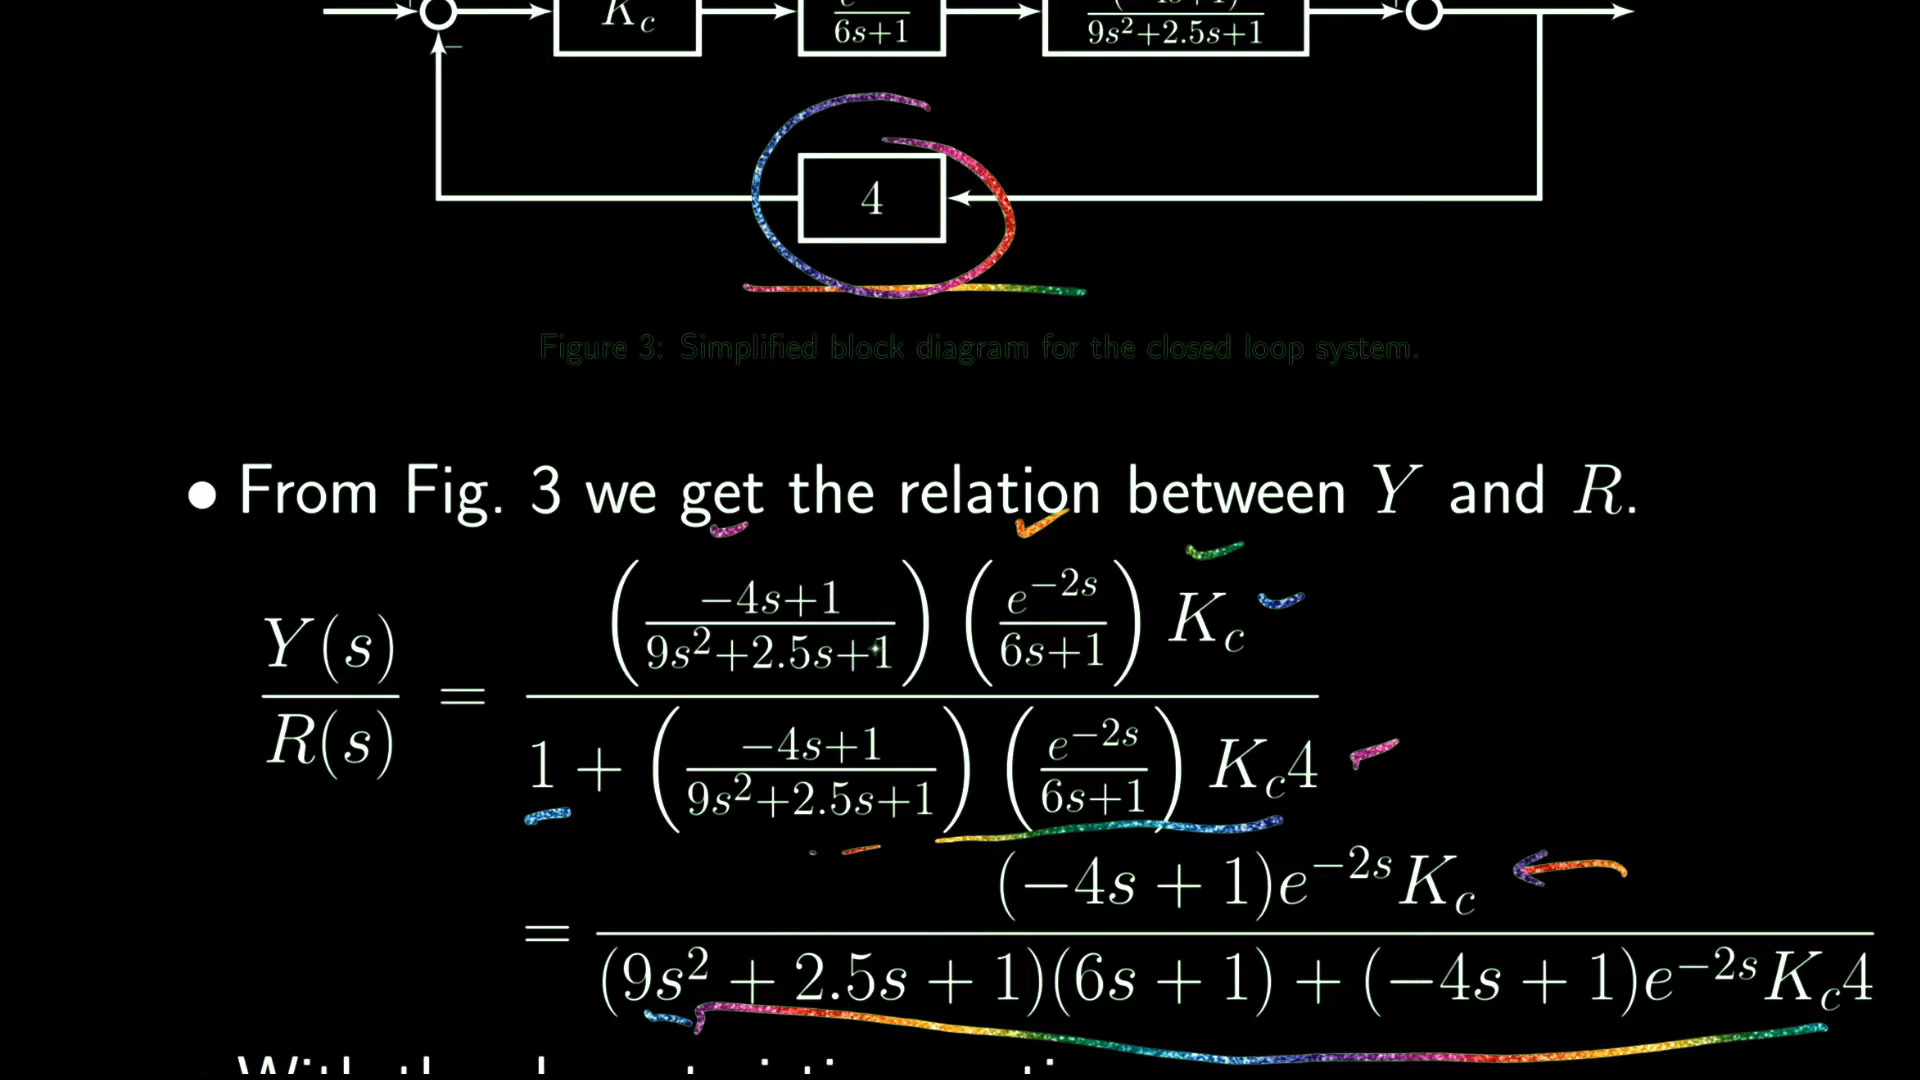 K_c
6s+1
9s²+2.5s+1
−
4
Figure 3: Simplified block diagram for the closed loop system.
• From Fig. 3 we get the relation between Y and R.
Y(s)/R(s) = ((−4s+1)/(9s²+2.5s+1)) (e^{−2s}/(6s+1)) K_c / (1 + ((−4s+1)/(9s²+2.5s+1)) (e^{−2s}/(6s+1)) K_c4)
= (−4s + 1)e^{−2s}K_c / ((9s² + 2.5s + 1)(6s + 1) + (−4s + 1)e^{−2s}K_c4)